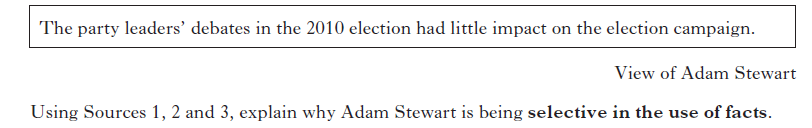 The party leaders’ debates in the 2010 election had little impact on the election campaign.
View of Adam Stewart
Using Sources 1, 2 and 3, explain why Adam Stewart is being selective in the use of facts.